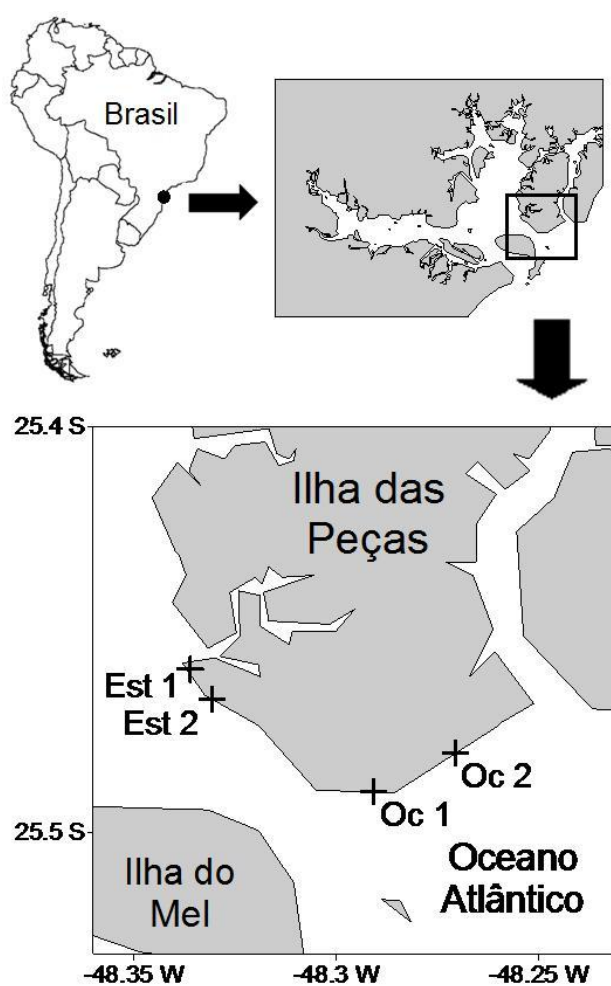 Brasil
25.4 S
Ilha das
Peças
Est 1
Est 2
Oc 2
Oc 1
25.5 S
Oceano
Atlântico
Ilha do
Mel
-48.35 W
-48.3 W
-48.25 W